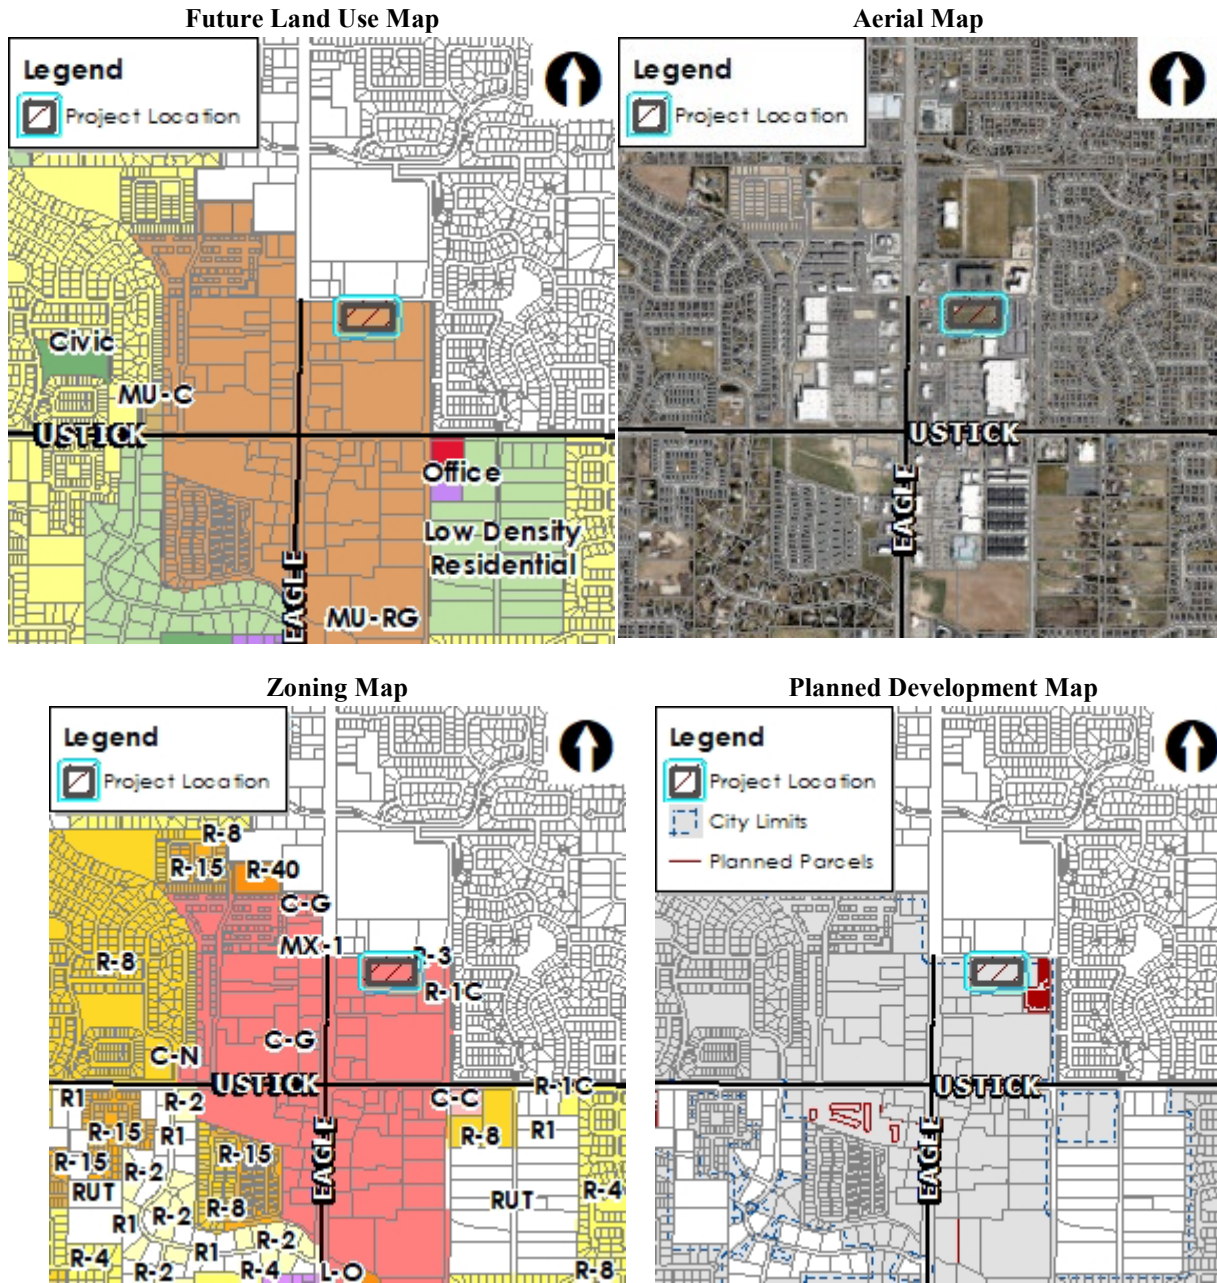 Future Land Use Map
Legend
Project Location
Civic
MU-C
USTICK
Office
Low Density
Residential
EAGLE
MU-RG
Aerial Map
Legend
Project Location
USTICK
EAGLE
Zoning Map
Legend
Project Location
R-8
R-15
R-40
C-G
MX-1
R-3
R-8
R-1C
C-G
C-N
USTICK
R-1C
R1
R-2
C-C
R-15
R1
R-8
R1
R-15
R-2
R-15
EAGLE
RUT
RUT
R-4
R1
R-2
R-8
R-4
R1
R-2
R-2
R-4
L-O
R-8
Planned Development Map
Legend
Project Location
City Limits
Planned Parcels
USTICK
EAGLE